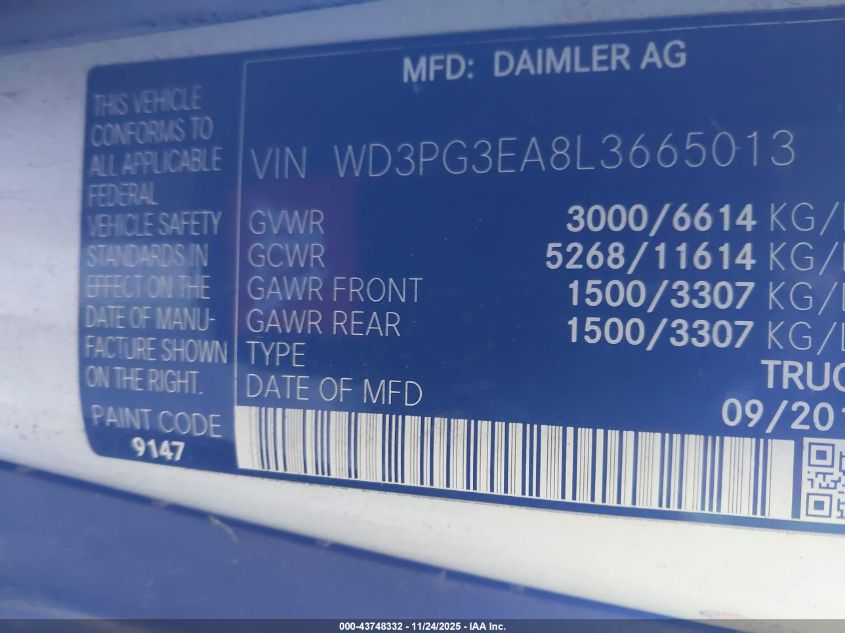 MFD: DAIMLER AG
THIS VEHICLE
CONFORMS TO
ALL APPLICABLE
FEDERAL
VEHICLE SAFETY
STANDARDS IN
EFFECT ON THE
DATE OF MANU-
FACTURE SHOWN
ON THE RIGHT.
PAINT CODE
9147
VIN WD3PG3EA8L3665013
GVWR 3000/6614 KG/
GCWR 5268/11614 KG/
GAWR FRONT 1500/3307 KG/
GAWR REAR 1500/3307 KG/L
TYPE TRUC
DATE OF MFD 09/201
000-43748332 - 11/24/2025 - IAA Inc.